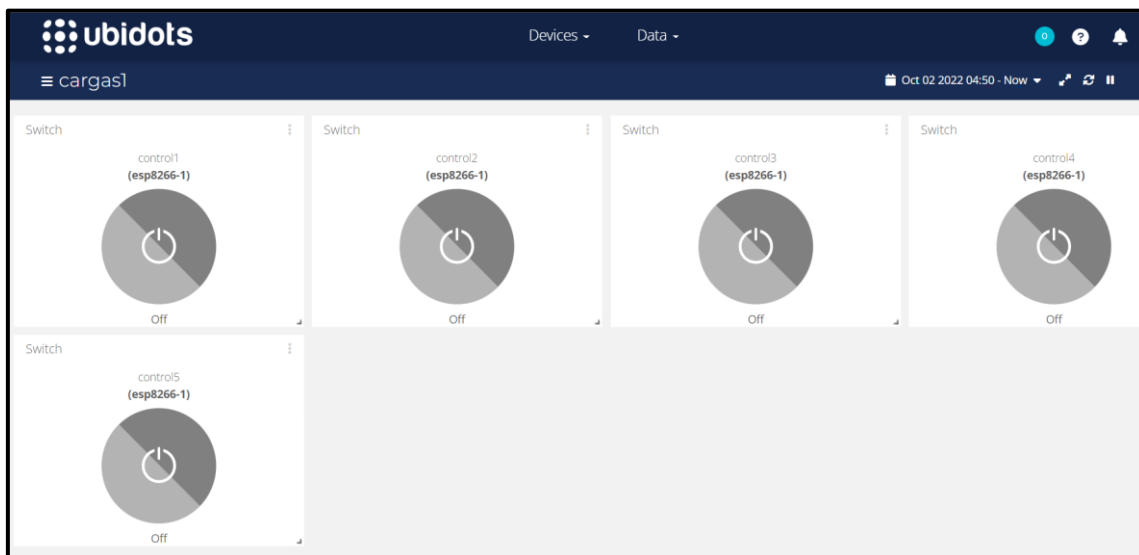 ubidots
Devices
Data
0
?
cargas1
Oct 02 2022 04:50 - Now
Switch
control1
(esp8266-1)
Off
Switch
control2
(esp8266-1)
Off
Switch
control3
(esp8266-1)
Off
Switch
control4
(esp8266-1)
Off
Switch
control5
(esp8266-1)
Off